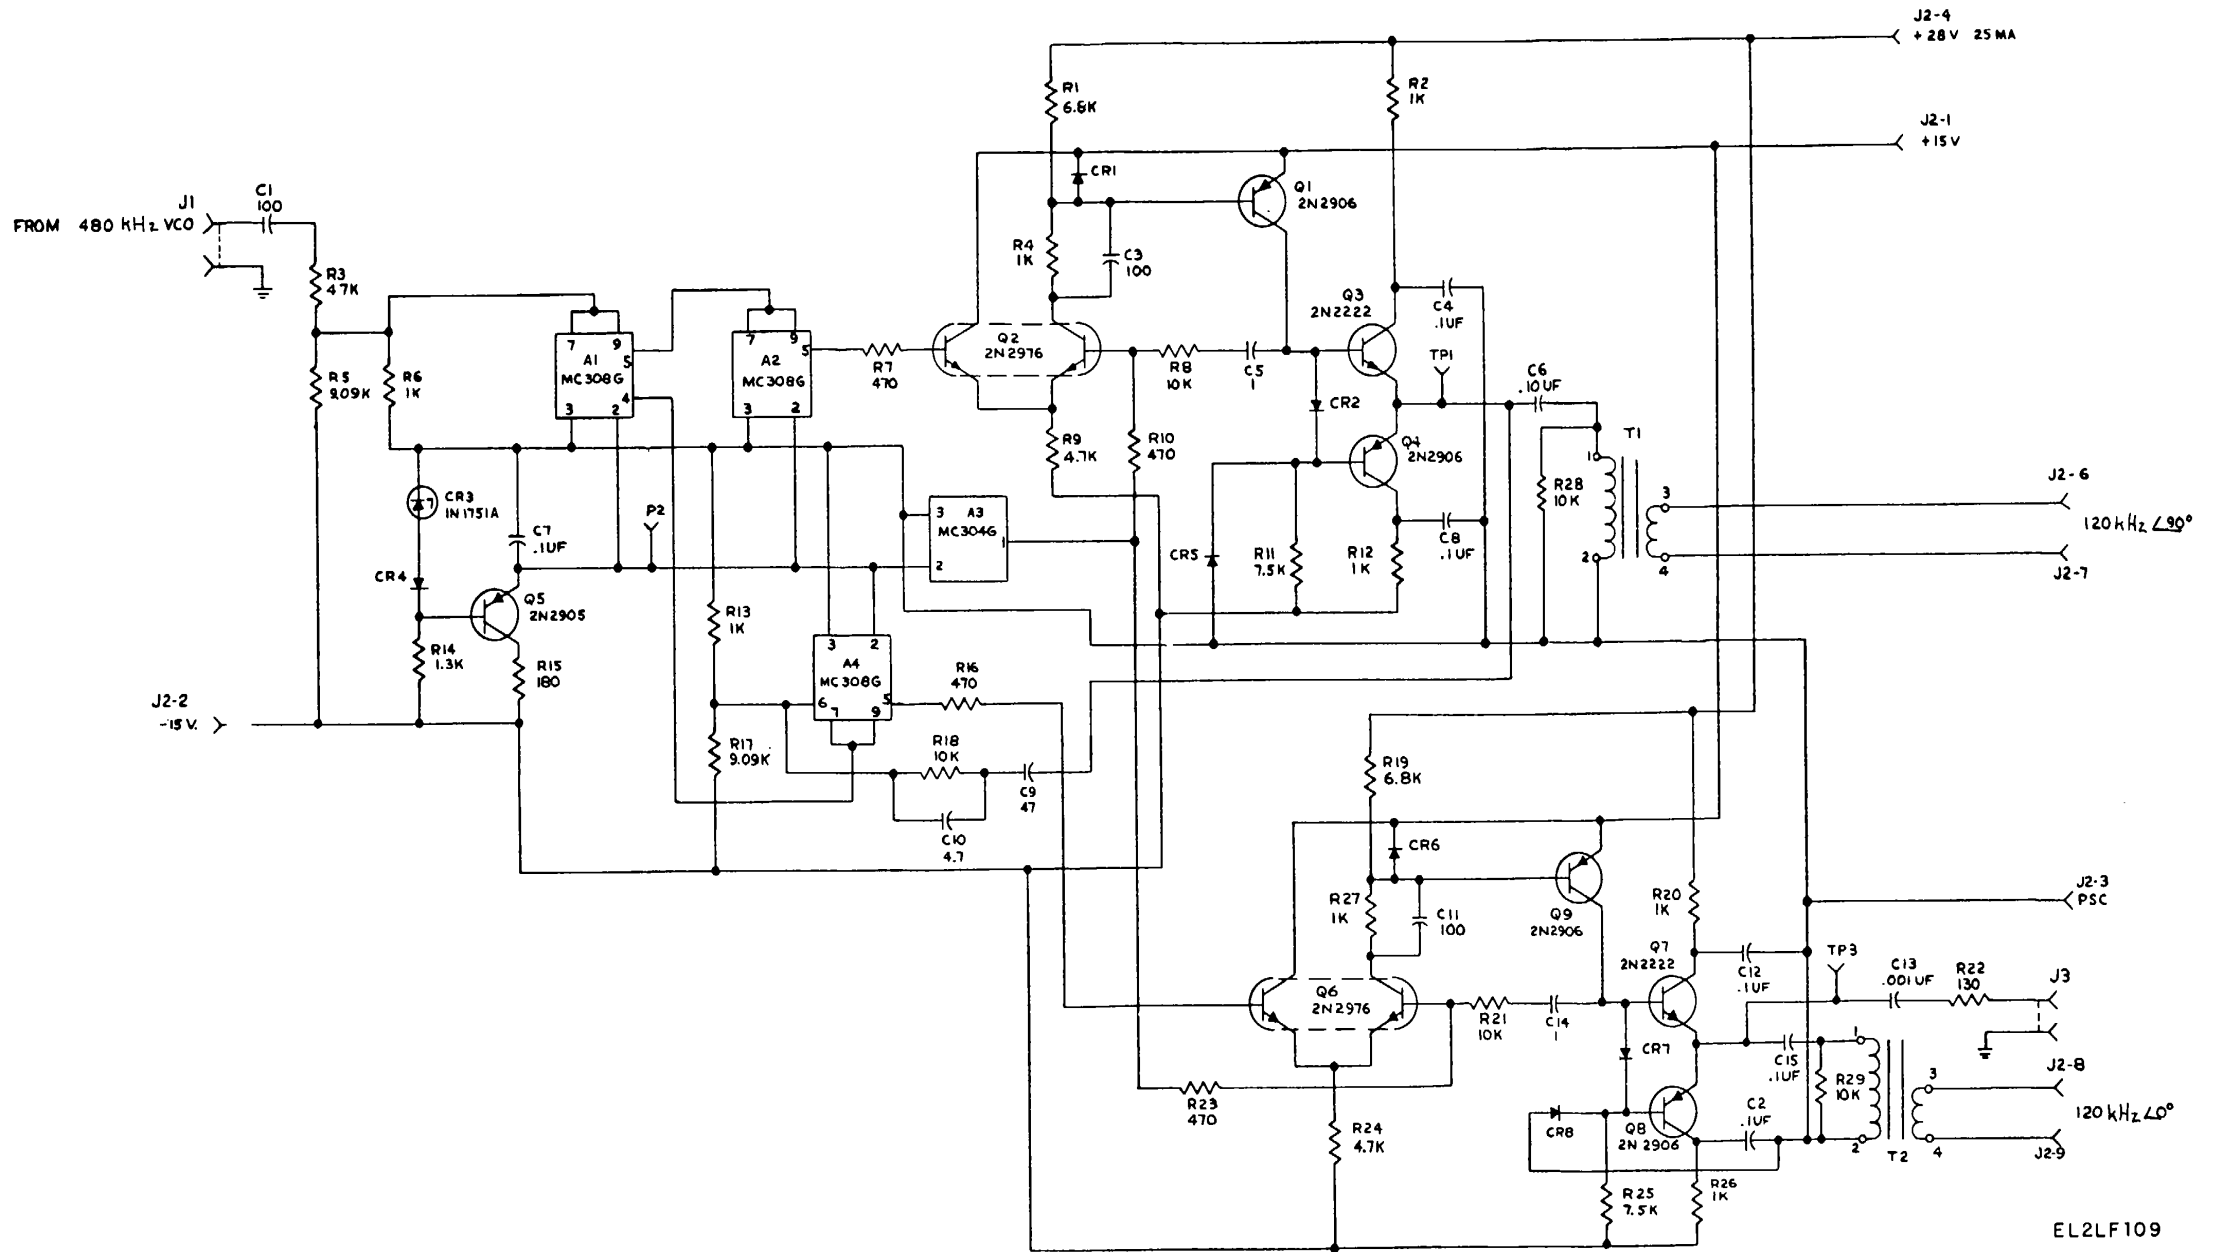 J2-4
+28V 25MA
R1
6.8K
R2
1K
J2-1
+15V
CR1
Q1
2N2906
J1
C1
100
FROM 480 kHz VCO
R3
47K
R4
1K
C3
100
Q3
2N2222
C4
.1UF
7 9
A1
5
MC308G
4
3 2
7 9
A2
5
MC308G
3 2
R5
9.09K
R6
1K
R7
470
Q2
2N2976
R8
10K
C5
1
TP1
C6
.10UF
CR2
Q4
2N2906
T1
1
2
3
4
R9
4.7K
R10
470
R28
10K
J2-6
120kHz ∠90°
J2-7
CR3
1N1751A
7
C7
.1UF
P2
3 A3
MC304G
1
2
CR4
Q5
2N2905
CR5
R11
7.5K
R12
1K
C8
.1UF
R13
1K
R14
1.3K
R15
180
3 2
A4
MC308G
6 5
7 9
R16
470
J2-2
-15V.
R17
9.09K
R18
10K
C9
47
C10
4.7
R19
6.8K
CR6
R27
1K
C11
100
Q9
2N2906
R20
1K
J2-3
PSC
Q7
2N2222
C12
.1UF
TP3
C13
.001UF
R22
130
J3
Q6
2N2976
R21
10K
C14
1
CR7
C15
.1UF
R29
10K
1
2
3
4
T2
J2-8
120kHz ∠0°
J2-9
R23
470
R24
4.7K
CR8
Q8
2N2906
C2
.1UF
R25
7.5K
R26
1K
EL2LF109